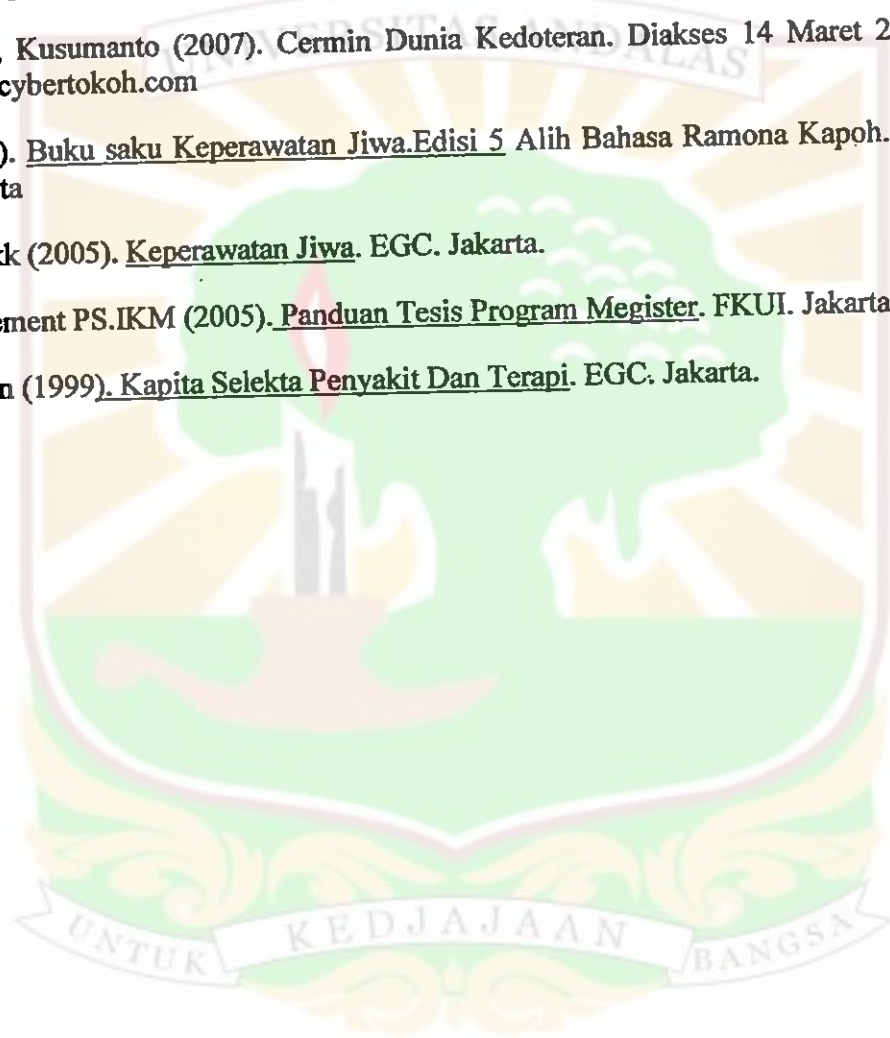 , Kusumanto (2007). Cermin Dunia Kedoteran. Diakses 14 Maret 2
cybertokoh.com
). Buku saku Keperawatan Jiwa.Edisi 5 Alih Bahasa Ramona Kapoh.
ta
k (2005). Keperawatan Jiwa. EGC. Jakarta.
ement PS.IKM (2005). Panduan Tesis Program Megister. FKUI. Jakarta
n (1999). Kapita Selekta Penyakit Dan Terapi. EGC. Jakarta.
UNIVERSITAS ANDALAS
UNTUK KEDJAJAAN BANGSA